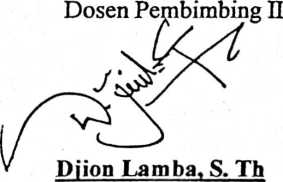 Dosen Pembimbing II
Djion Lamba, S. Th